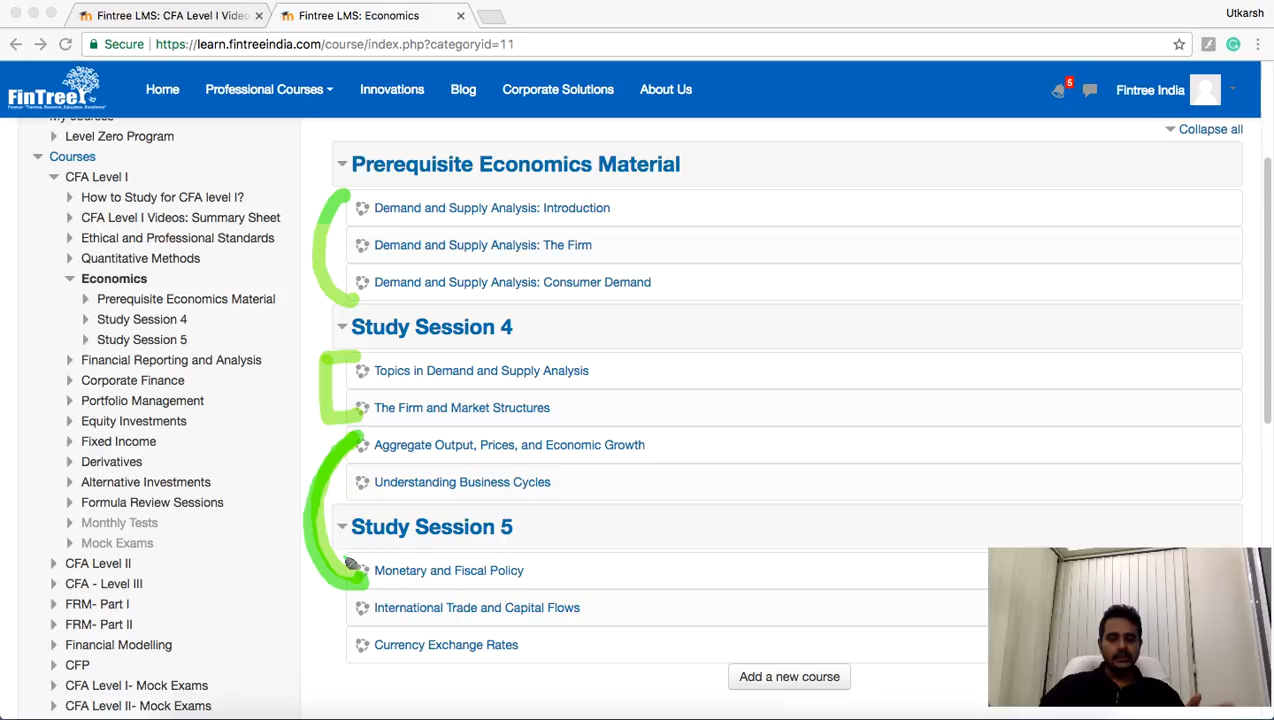 Fintree LMS: CFA Level I Video
Fintree LMS: Economics
Utkarsh
Secure
https://learn.fintreeindia.com/course/index.php?categoryid=11
FinTree
Home
Professional Courses
Innovations
Blog
Corporate Solutions
About Us
5
Fintree India
My courses
Level Zero Program
Courses
CFA Level I
How to Study for CFA level I?
CFA Level I Videos: Summary Sheet
Ethical and Professional Standards
Quantitative Methods
Economics
Prerequisite Economics Material
Study Session 4
Study Session 5
Financial Reporting and Analysis
Corporate Finance
Portfolio Management
Equity Investments
Fixed Income
Derivatives
Alternative Investments
Formula Review Sessions
Monthly Tests
Mock Exams
CFA Level II
CFA - Level III
FRM- Part I
FRM- Part II
Financial Modelling
CFP
CFA Level I- Mock Exams
CFA Level II- Mock Exams
Collapse all
Prerequisite Economics Material
Demand and Supply Analysis: Introduction
Demand and Supply Analysis: The Firm
Demand and Supply Analysis: Consumer Demand
Study Session 4
Topics in Demand and Supply Analysis
The Firm and Market Structures
Aggregate Output, Prices, and Economic Growth
Understanding Business Cycles
Study Session 5
Monetary and Fiscal Policy
International Trade and Capital Flows
Currency Exchange Rates
Add a new course